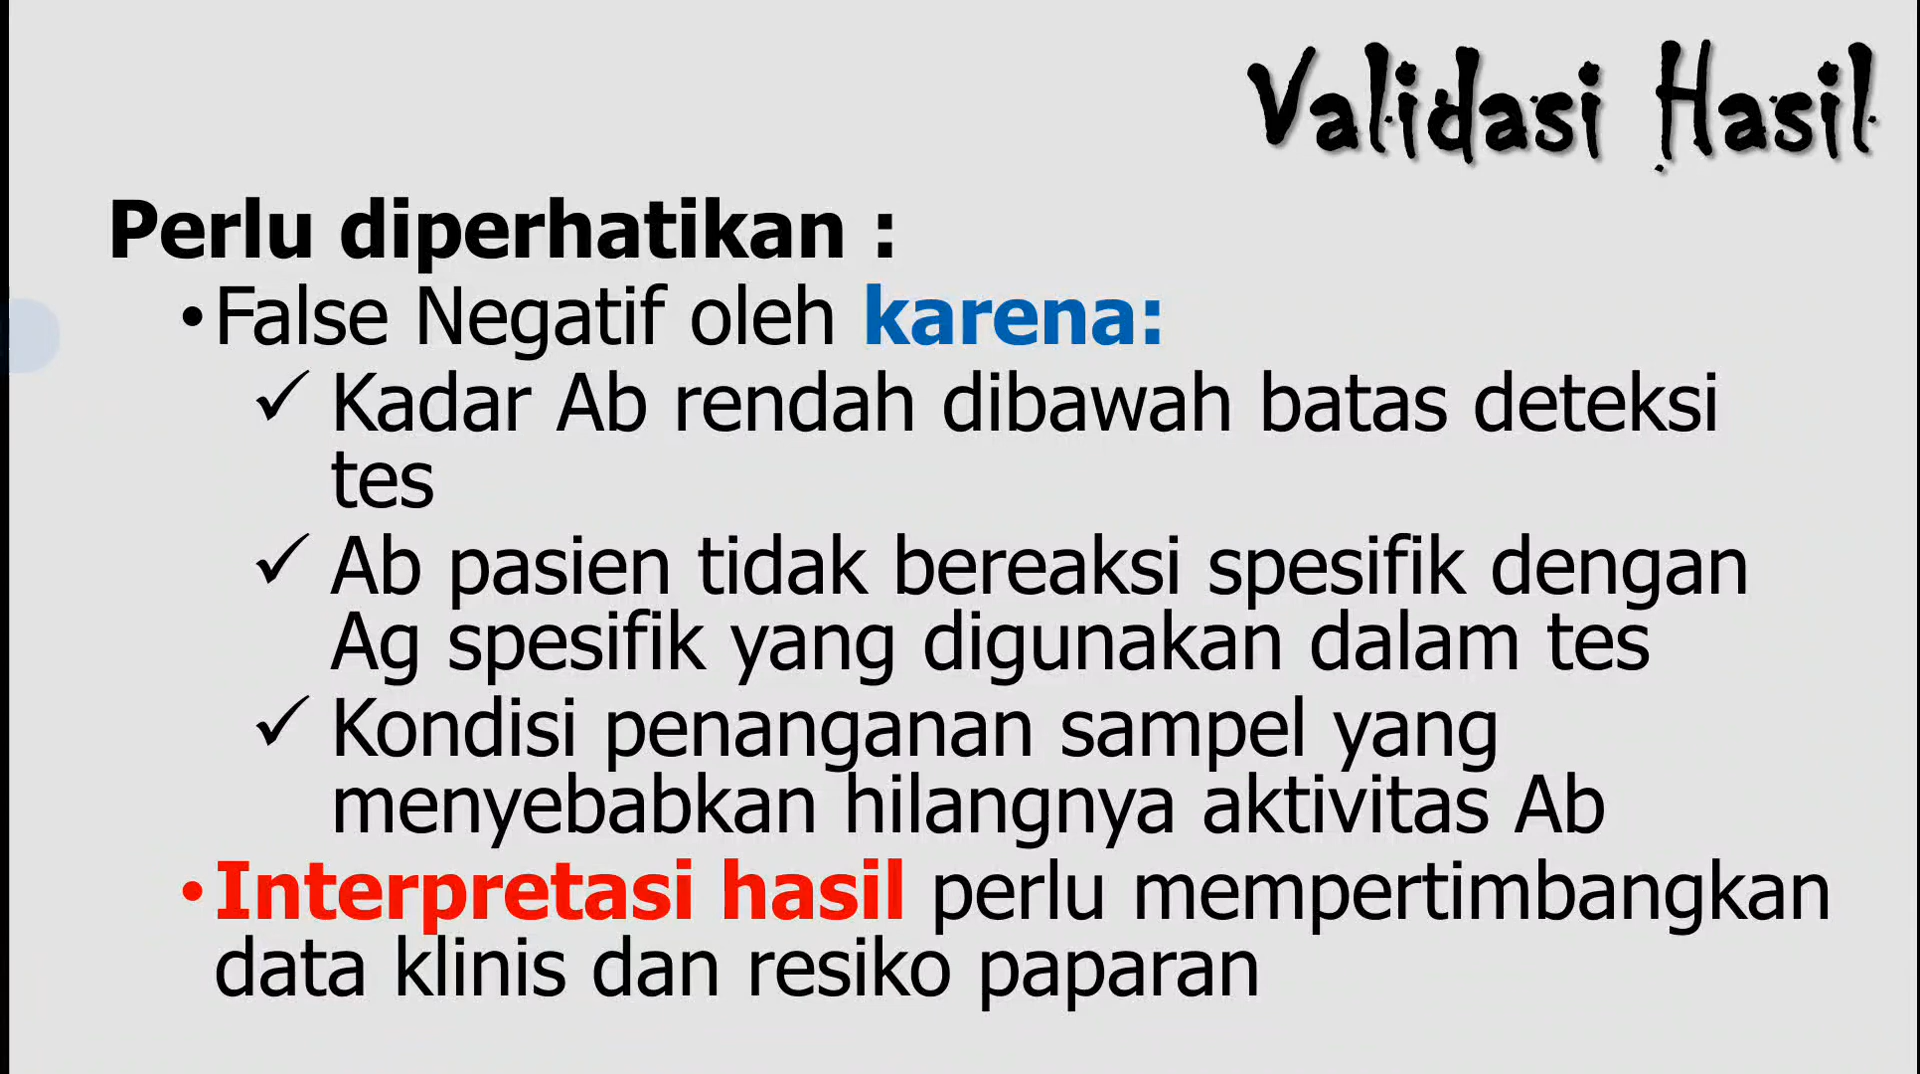 Validasi Hasil
Perlu diperhatikan :
•False Negatif oleh karena:
✓ Kadar Ab rendah dibawah batas deteksi
tes
✓ Ab pasien tidak bereaksi spesifik dengan
Ag spesifik yang digunakan dalam tes
✓ Kondisi penanganan sampel yang
menyebabkan hilangnya aktivitas Ab
•Interpretasi hasil perlu mempertimbangkan
data klinis dan resiko paparan